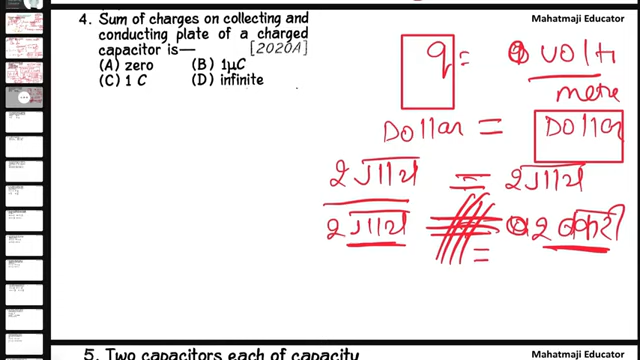 Mahatmaji Educator
4. Sum of charges on collecting and
conducting plate of a charged
capacitor is— [2020A]
(A) zero (B) 1μC
(C) 1 C (D) infinite
q = volt
metre
Dollar = Dollar
2 गाय = 2 गाय
2 गाय = 2 बकरी
5. Two capacitors each of capacity
Mahatmaji Educator